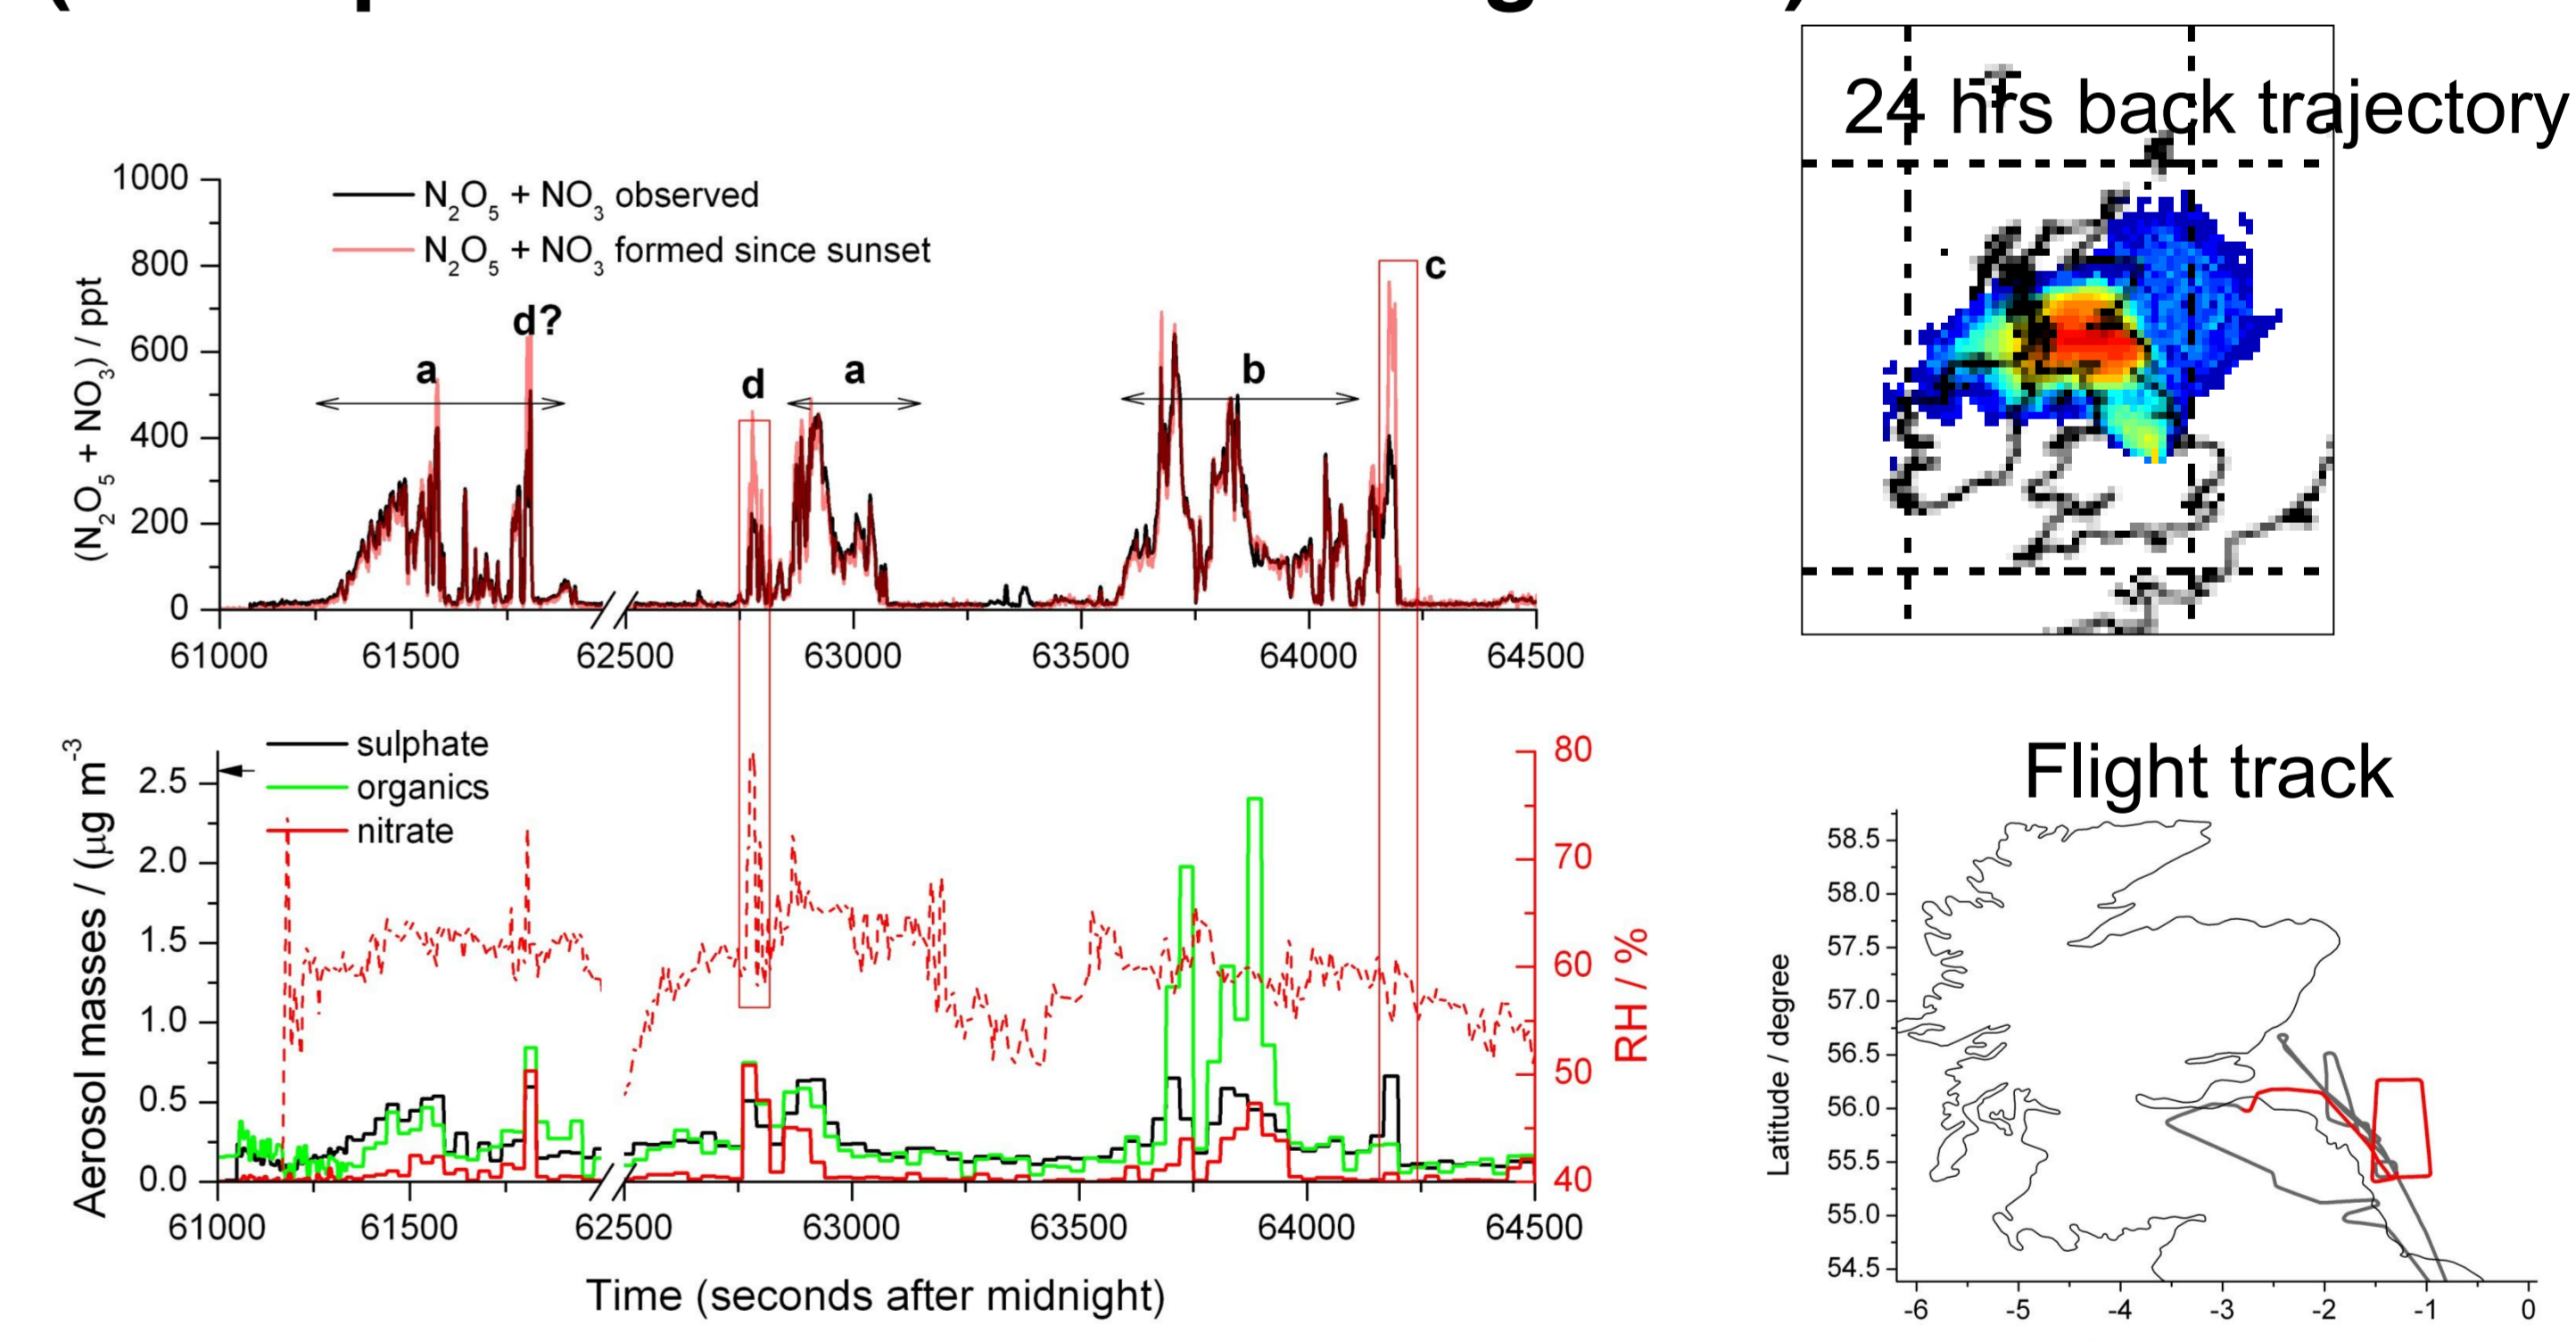 24 hrs back trajectory
1000
800
600
400
200
0
(N₂O₅ + NO₃) / ppt
N₂O₅ + NO₃ observed
N₂O₅ + NO₃ formed since sunset
a
d?
d
a
b
c
61000 61500 62500 63000 63500 64000 64500
sulphate
organics
nitrate
2.5
2.0
1.5
1.0
0.5
0.0
Aerosol masses / (µg m⁻³)
80
70
60
50
40
RH / %
61000 61500 62500 63000 63500 64000 64500
Time (seconds after midnight)
Flight track
58.5
58.0
57.5
57.0
56.5
56.0
55.5
55.0
54.5
Latitude / degree
-6 -5 -4 -3 -2 -1 0